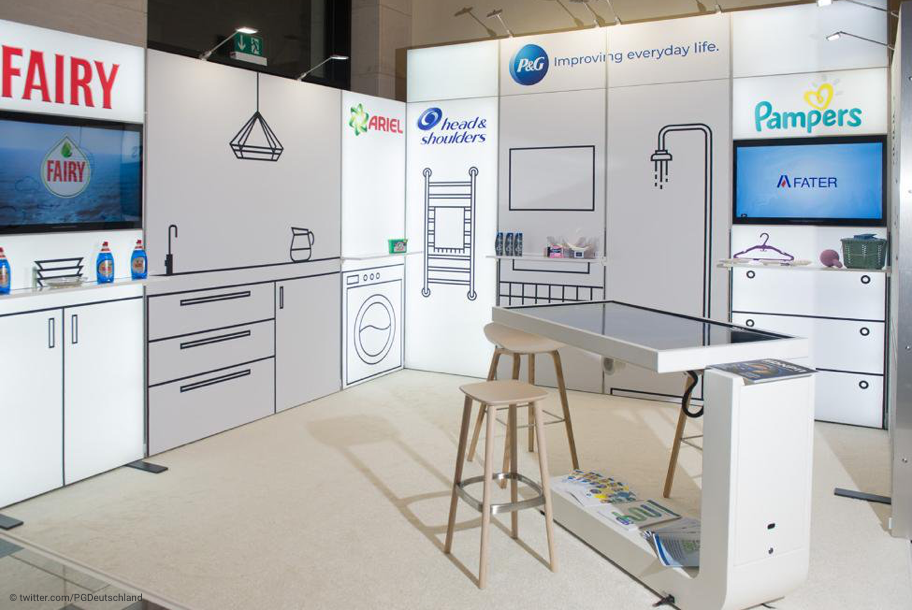 FAIRY
FAIRY
ARIEL
head&
shoulders
P&G
Improving everyday life.
Pampers
FATER
© twitter.com/PGDeutschland